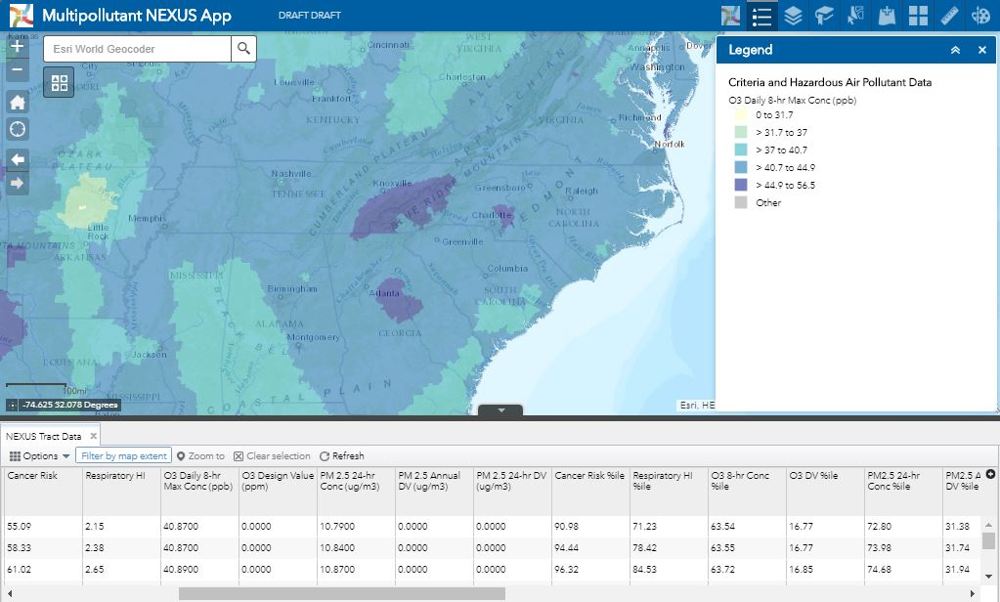 Multipollutant NEXUS App
DRAFT DRAFT
Esri World Geocoder
Cincinnati
WEST
VIRGINIA
Annapolis
Dover
Washington
Charleston
Louisville
Frankfort
KENTUCKY
VIRGINIA
Richmond
Norfolk
OZARK
PLATEAU
Nashville
TENNESSEE
Knoxville
CUMBERLAND PLATEAU
BLUE RIDGE MOUNTAINS
Greensboro
Raleigh
PIEDMONT
NORTH
CAROLINA
Charlotte
Memphis
Little
Rock
ARKANSAS
Greenville
Columbia
SOUTH
CAROLINA
MISSISSIPPI
Birmingham
Atlanta
ALABAMA
GEORGIA
Montgomery
BLACK BELT
Jackson
LOUISIANA
COASTAL PLAIN
MISSISSIPPI
100mi
-74.625 32.078 Degrees
Esri, HE
Legend
Criteria and Hazardous Air Pollutant Data
O3 Daily 8-hr Max Conc (ppb)
0 to 31.7
> 31.7 to 37
> 37 to 40.7
> 40.7 to 44.9
> 44.9 to 56.5
Other
NEXUS Tract Data
Options Filter by map extent Zoom to Clear selection Refresh
Cancer Risk Respiratory HI O3 Daily 8-hr O3 Design Value PM 2.5 24-hr PM 2.5 Annual PM 2.5 24-hr DV Cancer Risk %ile Respiratory HI O3 8-hr Conc O3 DV %ile PM2.5 24-hr PM2.5 A
Max Conc (ppb) (ppm) Conc (ug/m3) DV (ug/m3) (ug/m3) %ile %ile Conc %ile DV %ile
55.09 2.15 40.8700 0.0000 10.7900 0.0000 0.0000 90.98 71.23 63.54 16.77 72.80 31.38
58.33 2.38 40.8700 0.0000 10.8400 0.0000 0.0000 94.44 78.42 63.55 16.77 73.98 31.74
61.02 2.65 40.8900 0.0000 10.8700 0.0000 0.0000 96.32 84.53 63.72 16.85 74.68 31.94